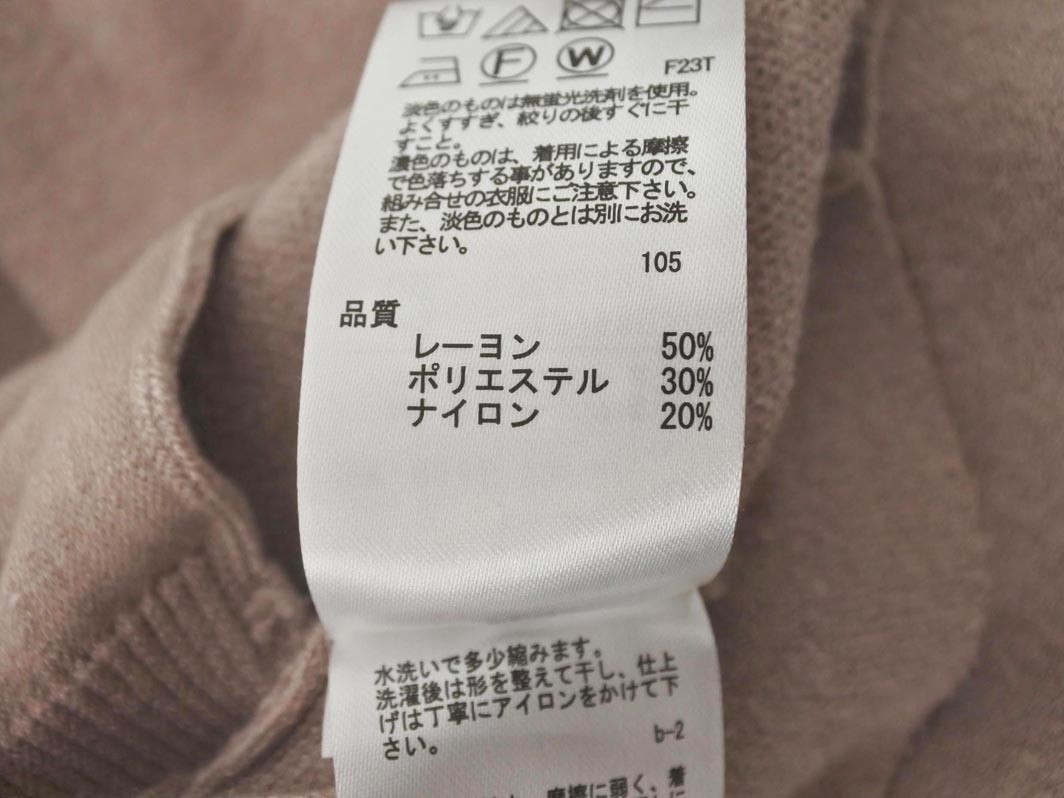 F W
F23T
淡色のものは無蛍光洗剤を使用。
よくすすぎ、絞りの後すぐに干
すこと。
濃色のものは、着用による摩擦
で色落ちする事がありますので、
組み合せの衣服にご注意下さい。
また、淡色のものとは別にお洗
い下さい。
105
品質
レーヨン 50%
ポリエステル 30%
ナイロン 20%
水洗いで多少縮みます。
洗濯後は形を整えて干し、仕上
げは丁寧にアイロンをかけて下
さい。
b-2
摩擦に弱く、着